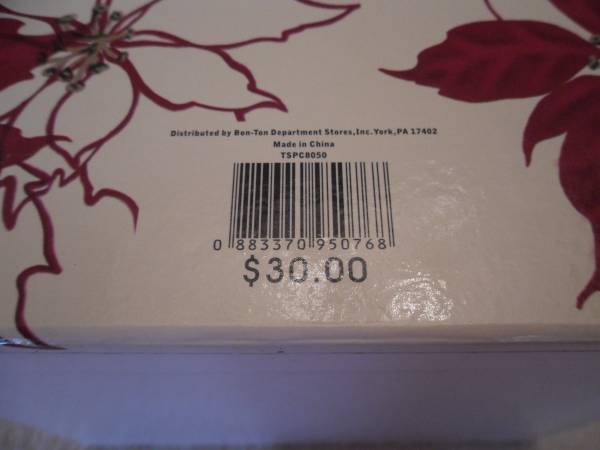 Distributed by Bon-Ton Department Stores, Inc. York, PA 17402
Made in China
TSPC8050
0 883370 950768
$30.00